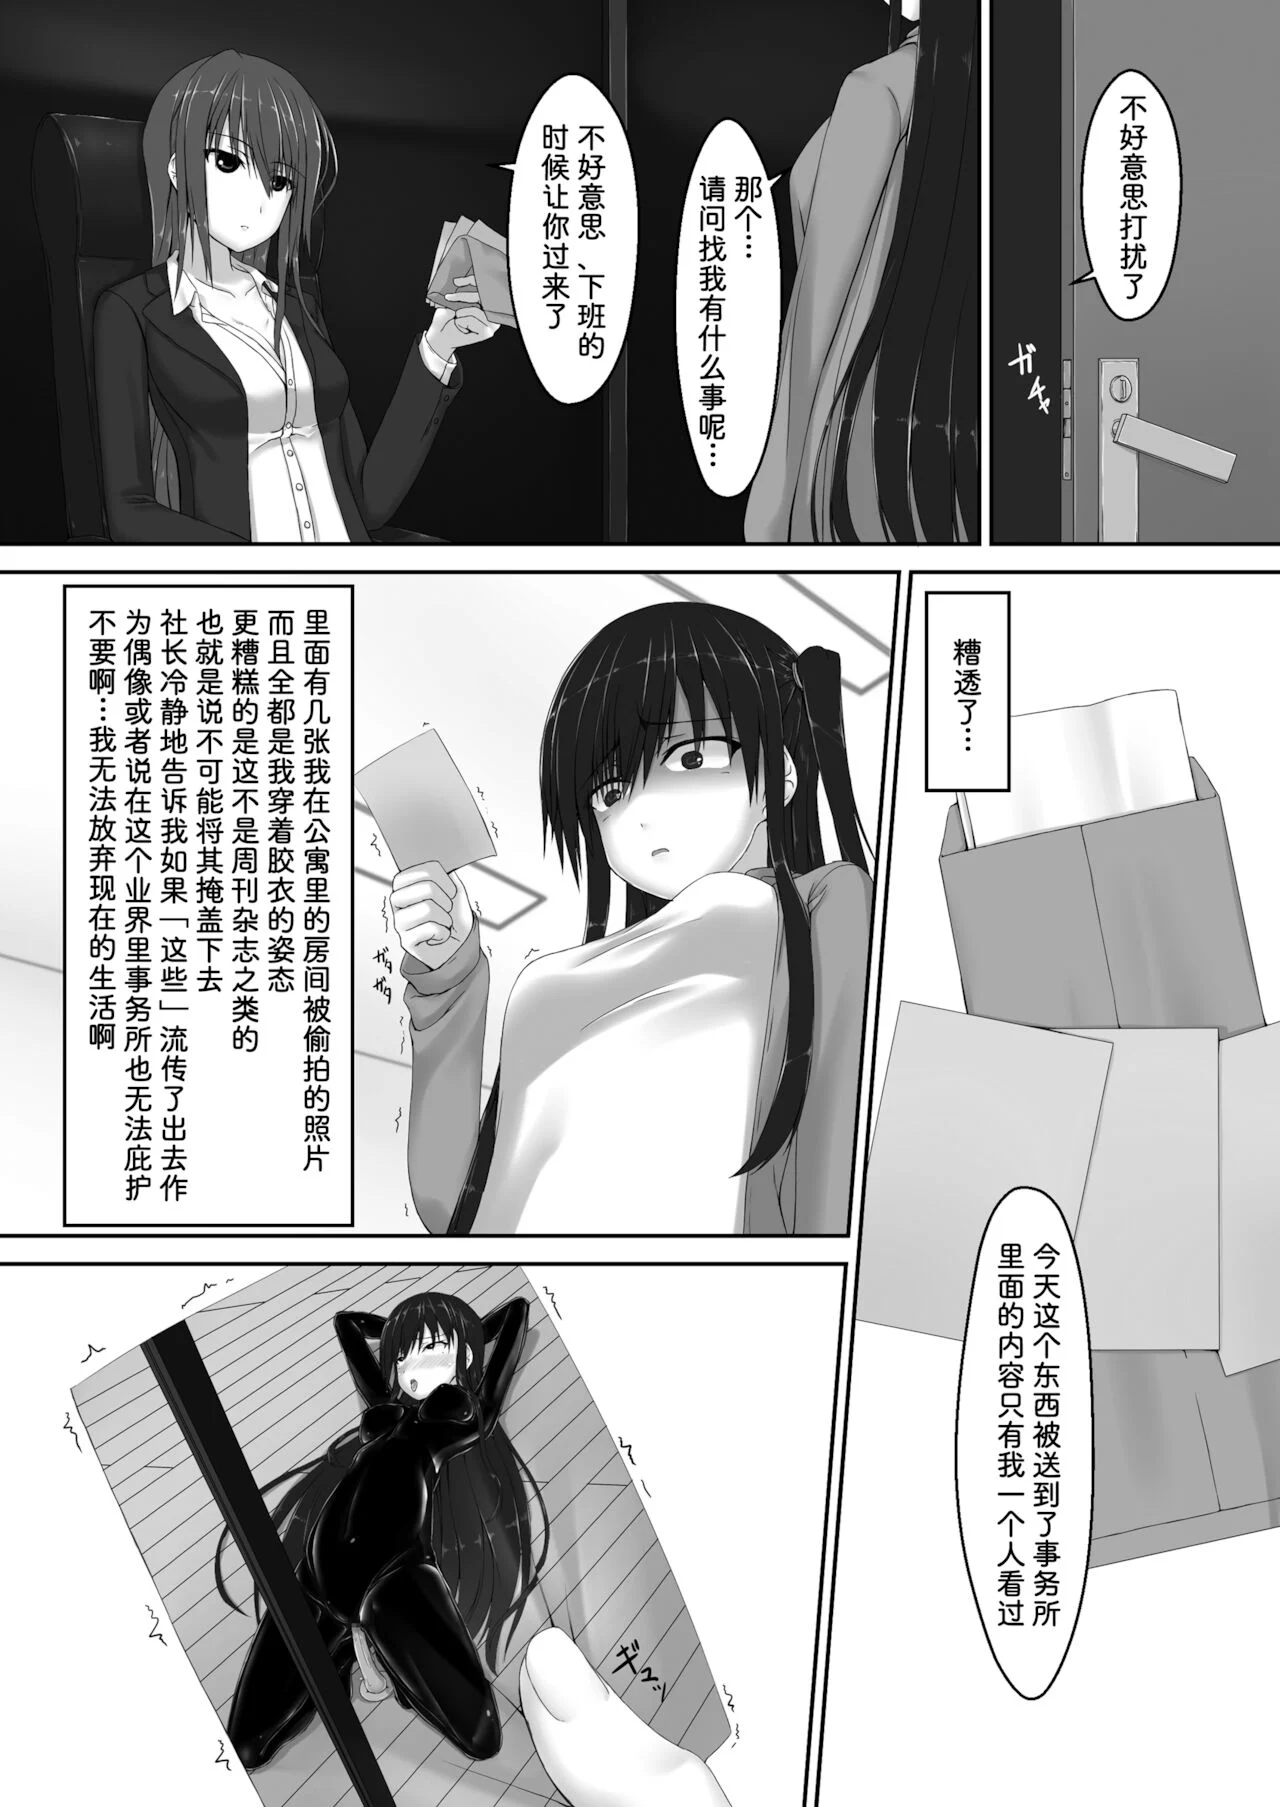 不好意思打扰了
ガチャ
那个…
请问找我有什么事呢…
不好意思、下班的
时候让你过来了
糟透了…
今天这个东西被送到了事务所
里面的内容只有我一个人看过
ガタ
ガタ
里面有几张我在公寓里的房间被偷拍的照片
而且全都是我穿着胶衣的姿态
更糟糕的是这不是周刊杂志之类的
也就是说不可能将其掩盖下去
社长冷静地告诉我如果「这些」流传了出去作
为偶像或者说在这个业界里事务所也无法庇护
不要啊…我无法放弃现在的生活啊
ギュッ